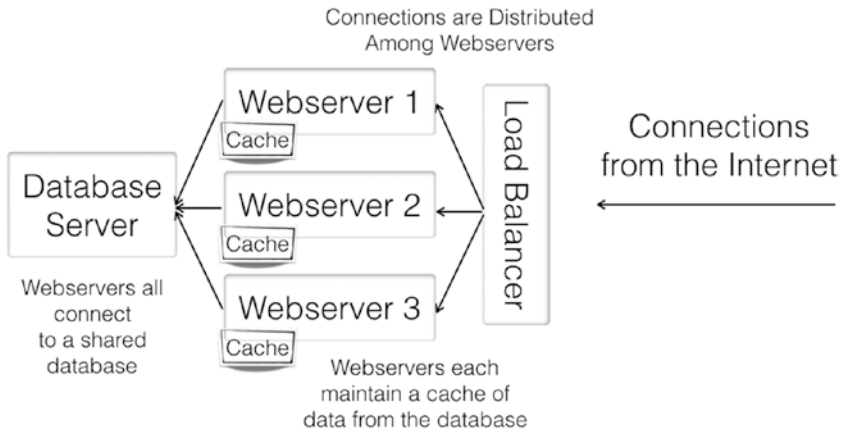 Connections are Distributed
Among Webservers
Webserver 1
Cache
Load Balancer
Connections
from the Internet
Database
Server
Webserver 2
Cache
Webservers all
connect
to a shared
database
Webserver 3
Cache
Webservers each
maintain a cache of
data from the database